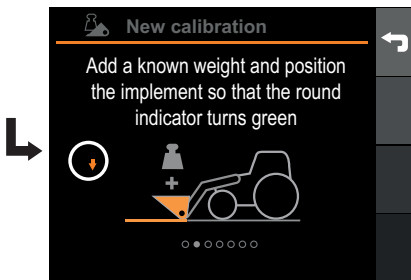 New calibration
Add a known weight and position
the implement so that the round
indicator turns green